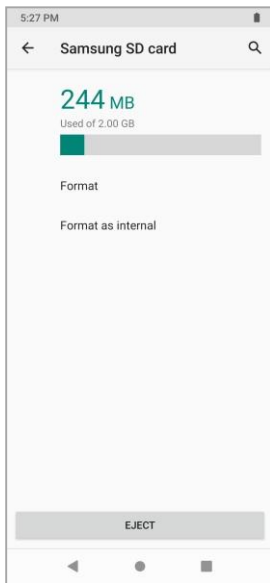 5:27 PM
Samsung SD card
244 MB
Used of 2.00 GB
Format
Format as internal
EJECT